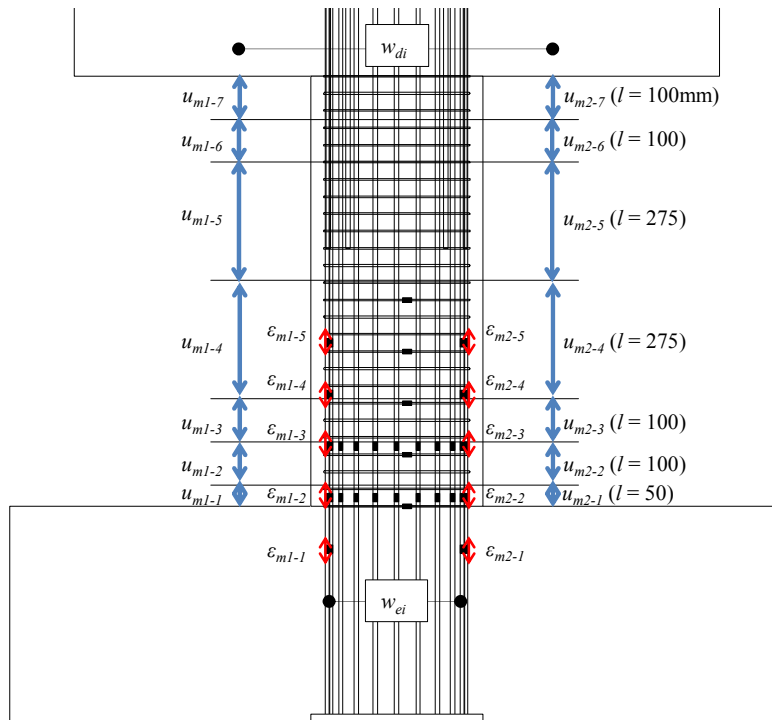 w_di
u_m1-7
u_m2-7 (l = 100mm)
u_m1-6
u_m2-6 (l = 100)
u_m1-5
u_m2-5 (l = 275)
ε_m1-5
ε_m2-5
u_m1-4
u_m2-4 (l = 275)
ε_m1-4
ε_m2-4
u_m1-3
ε_m1-3
ε_m2-3
u_m2-3 (l = 100)
u_m1-2
u_m2-2 (l = 100)
u_m1-1
ε_m1-2
ε_m2-2
u_m2-1 (l = 50)
ε_m1-1
ε_m2-1
w_ei